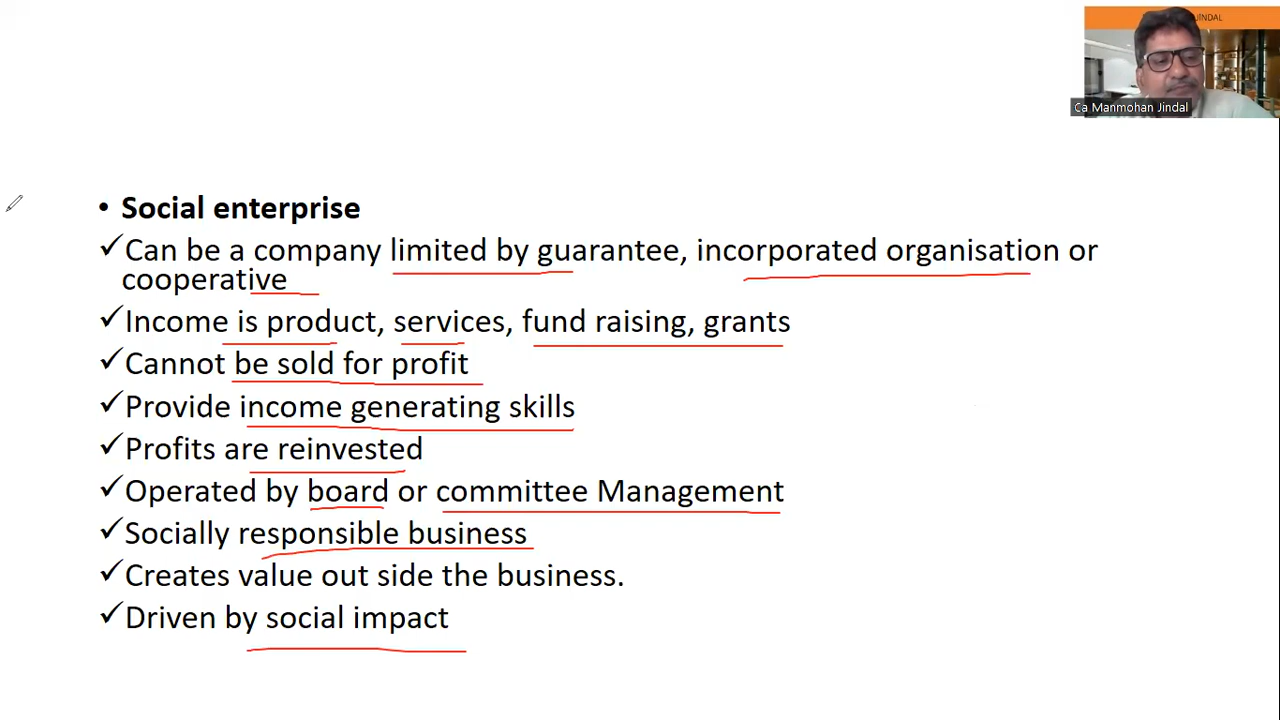 JINDAL
Ca Manmohan Jindal
• Social enterprise
✓Can be a company limited by guarantee, incorporated organisation or
cooperative
✓Income is product, services, fund raising, grants
✓Cannot be sold for profit
✓Provide income generating skills
✓Profits are reinvested
✓Operated by board or committee Management
✓Socially responsible business
✓Creates value out side the business.
✓Driven by social impact